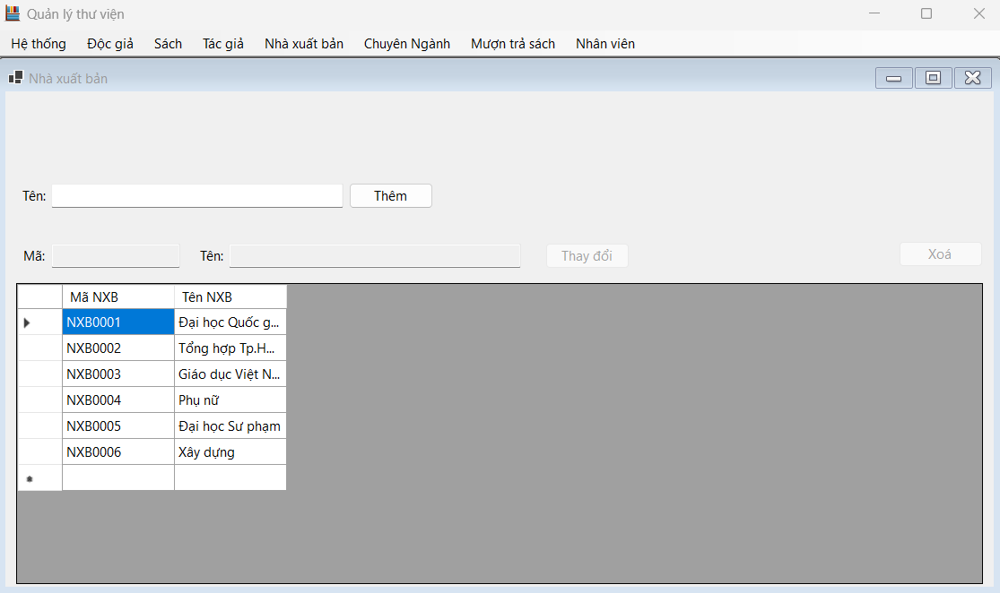 Quản lý thư viện
Hệ thống Độc giả Sách Tác giả Nhà xuất bản Chuyên Ngành Mượn trả sách Nhân viên
Nhà xuất bản
Tên: Thêm
Mã: Tên: Thay đổi Xoá
Mã NXB Tên NXB
NXB0001 Đại học Quốc g...
NXB0002 Tổng hợp Tp.H...
NXB0003 Giáo dục Việt N...
NXB0004 Phụ nữ
NXB0005 Đại học Sư phạm
NXB0006 Xây dựng